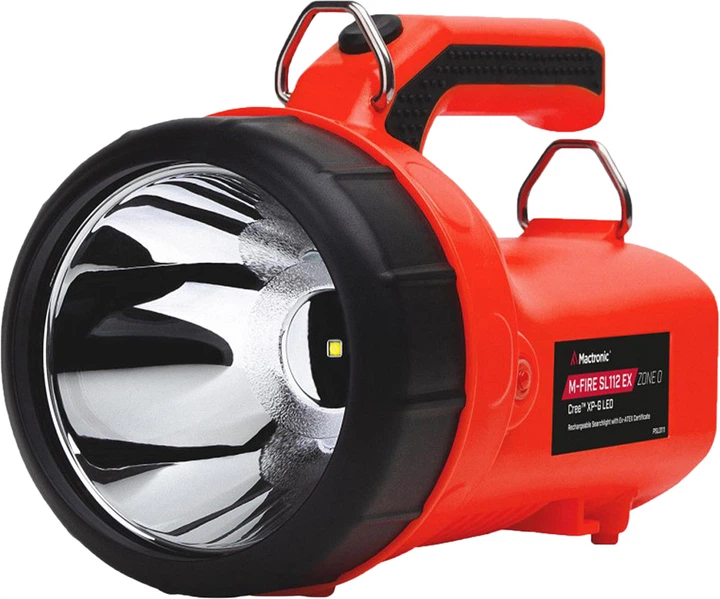 Mactronic®
M-FIRE SL112 EX ZONE 0
Cree™ XP-G LED
Rechargeable Searchlight with Ex-ATEX Certificate